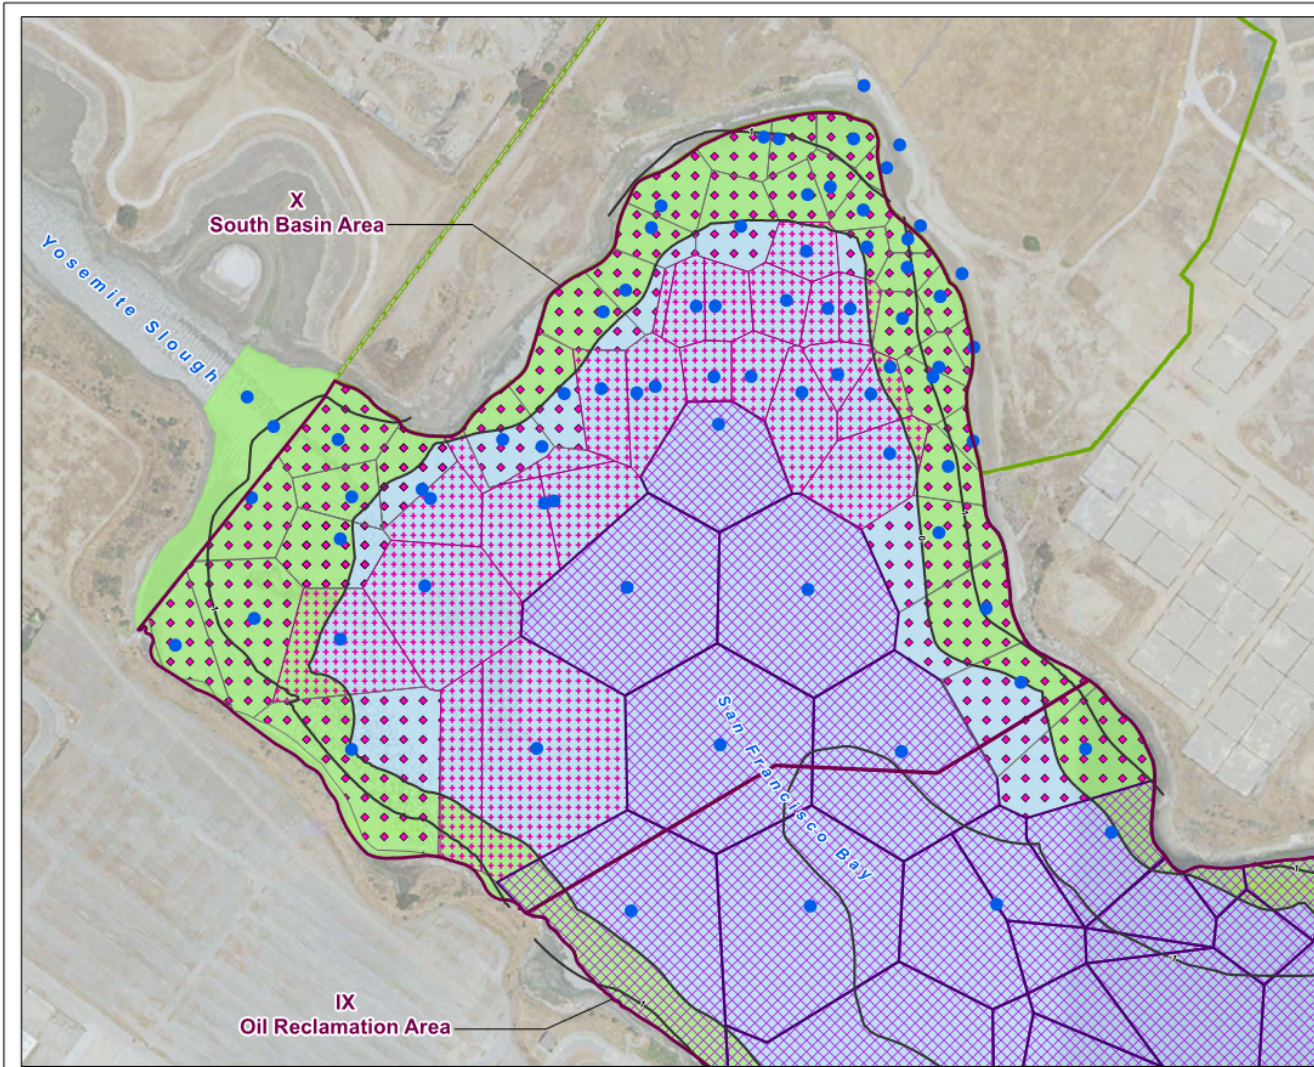 X
South Basin Area
Yosemite Slough
San Francisco Bay
IX
Oil Reclamation Area